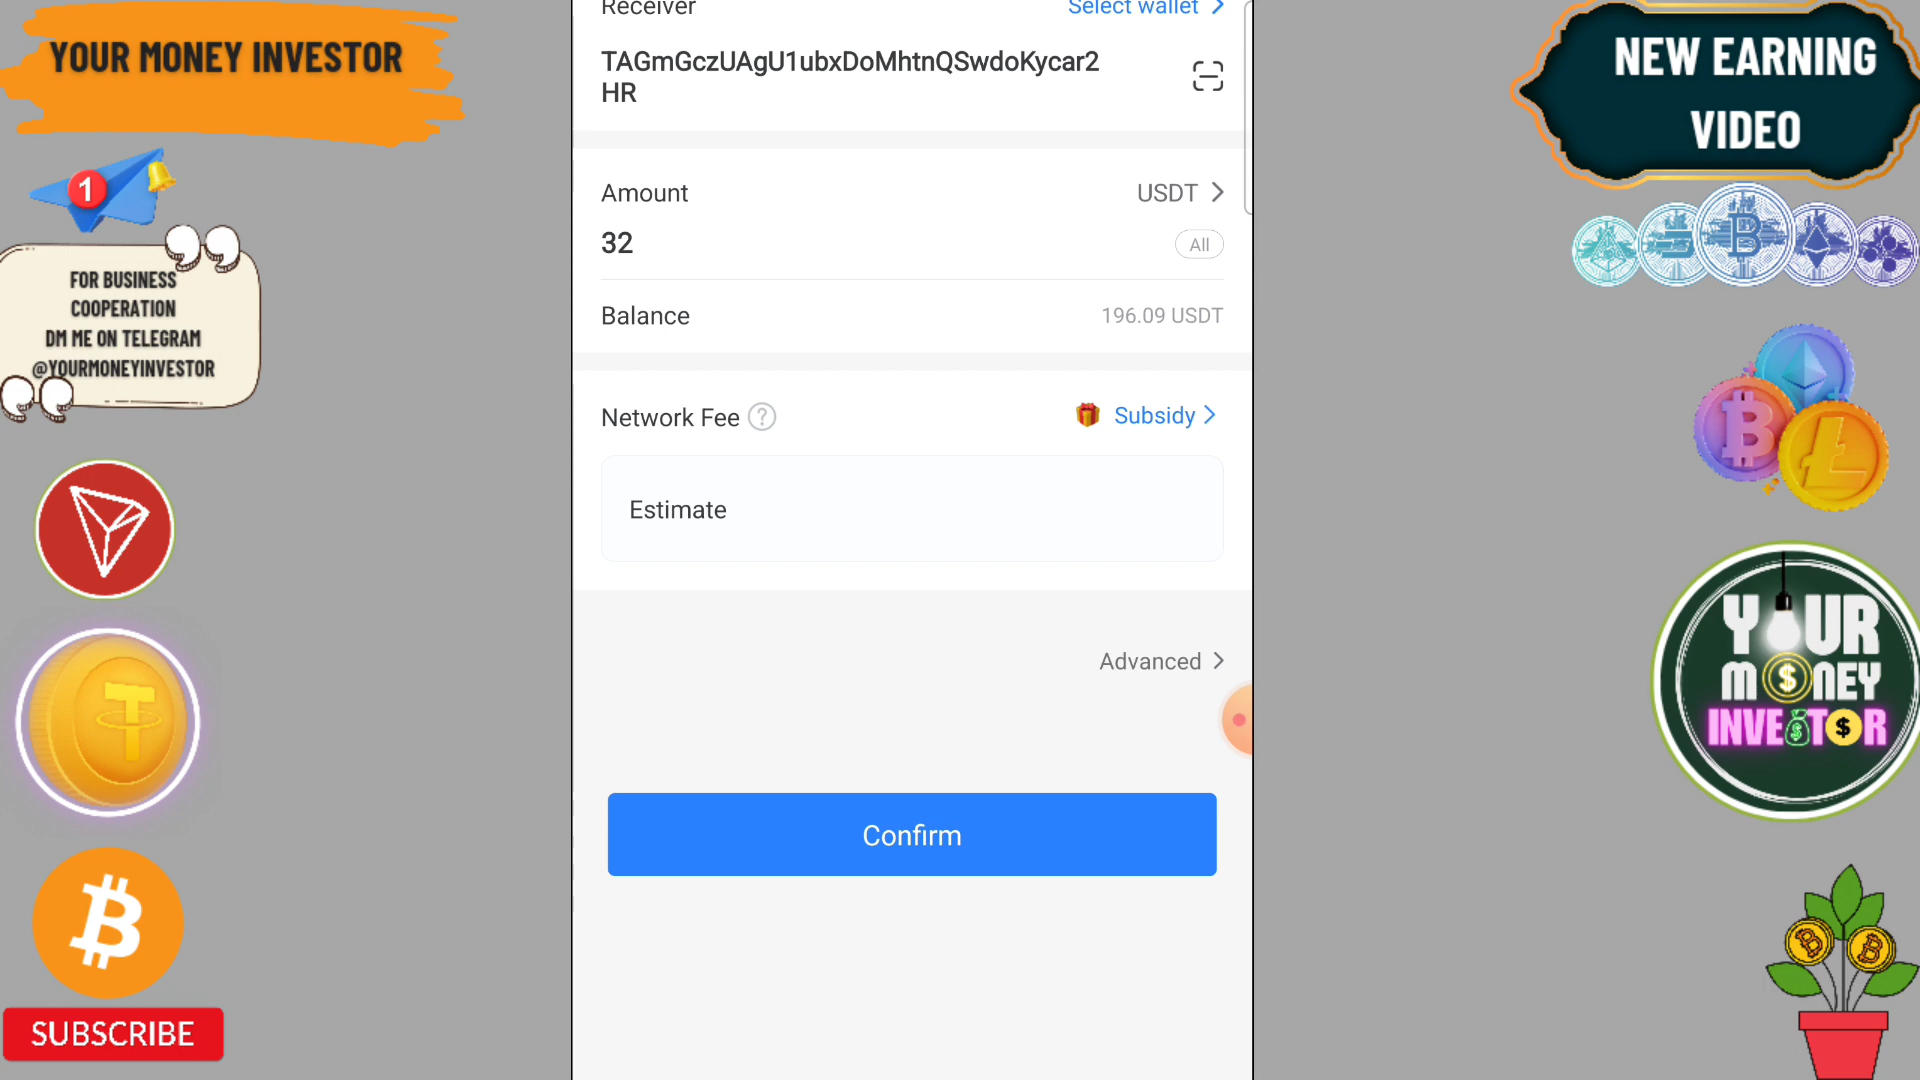 YOUR MONEY INVESTOR
1
FOR BUSINESS
COOPERATION
DM ME ON TELEGRAM
@YOURMONEYINVESTOR
SUBSCRIBE
Receiver
Select wallet
TAGmGczUAgU1ubxDoMhtnQSwdoKycar2
HR
Amount
USDT
32
All
Balance
196.09 USDT
Network Fee ?
Subsidy
Estimate
Advanced
Confirm
NEW EARNING
VIDEO
YOUR
MONEY
INVESTOR